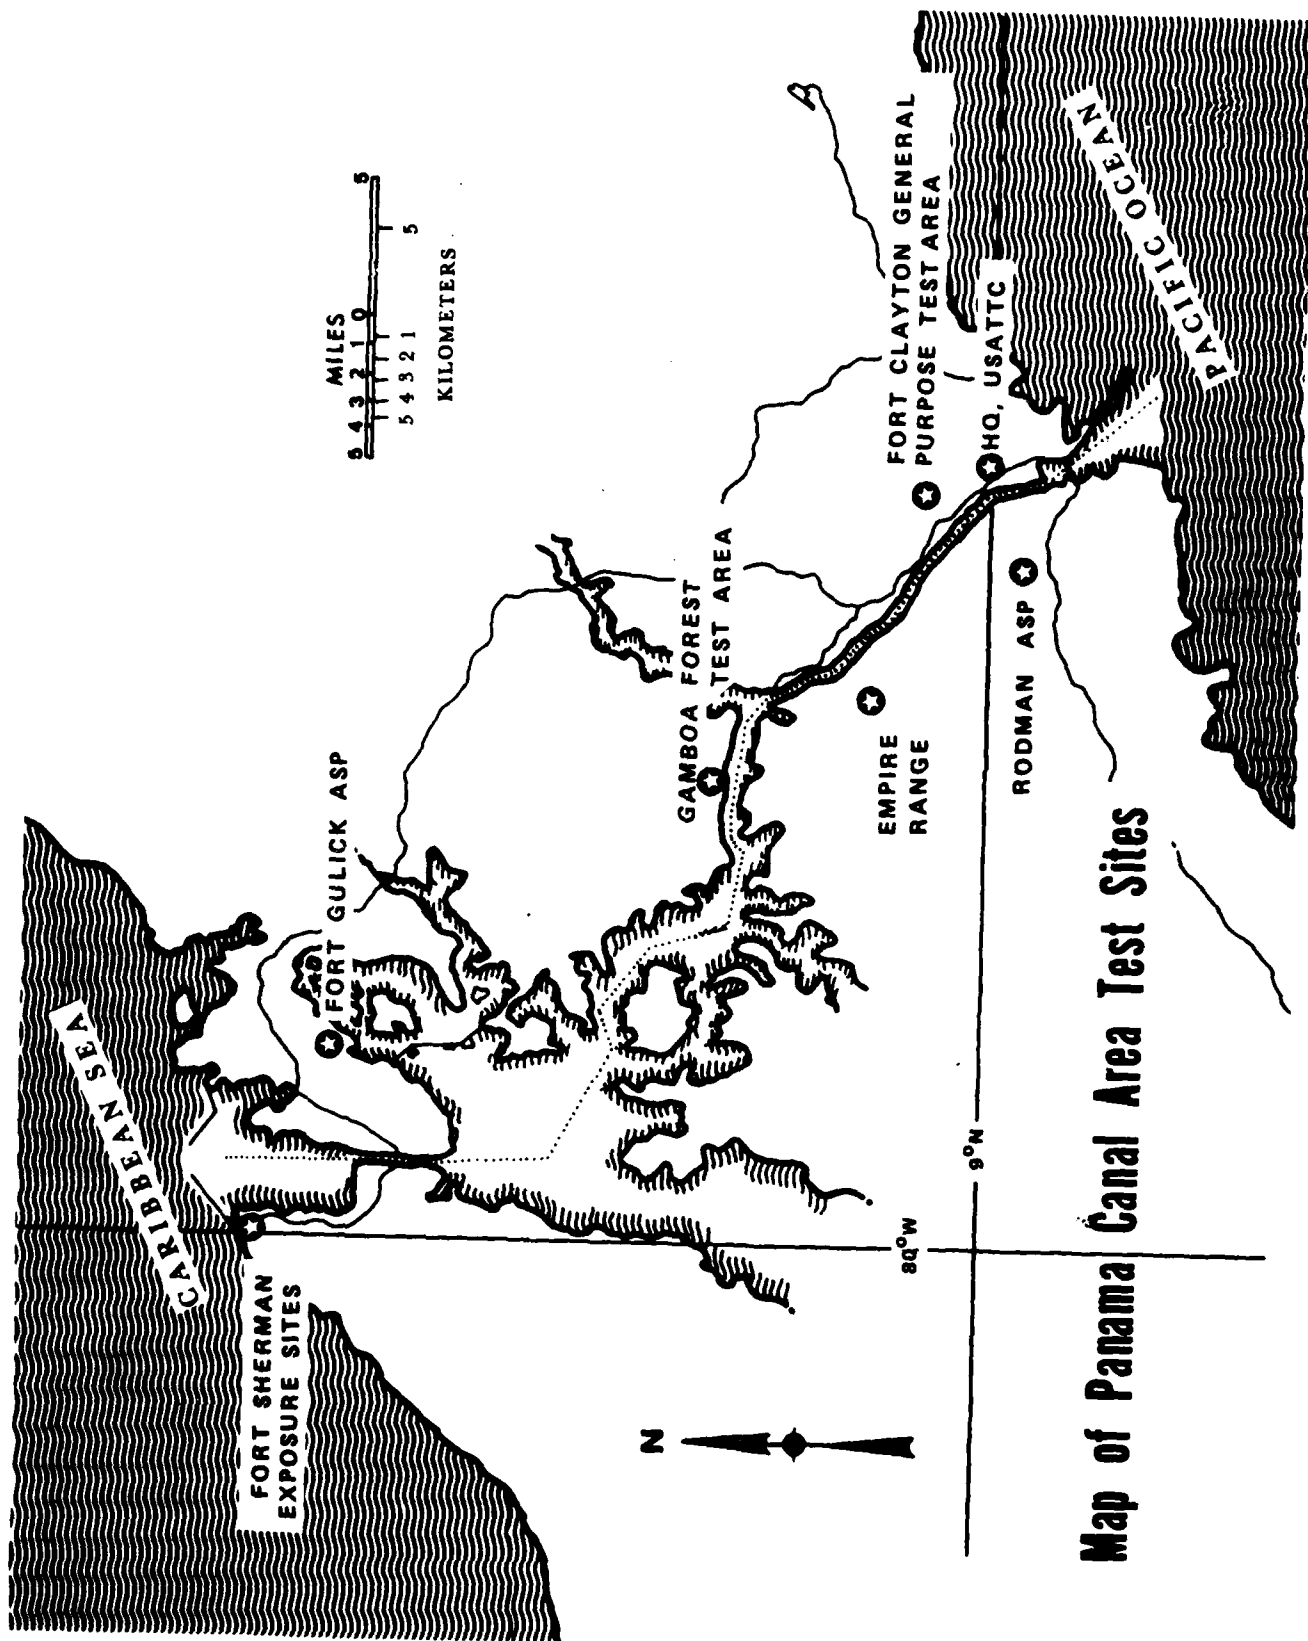 CARIBBEAN SEA
FORT SHERMAN
EXPOSURE SITES
FORT GULICK ASP
MILES
5 4 3 2 1 0 5
5 4 3 2 1 5
KILOMETERS
N
GAMBOA FOREST
TEST AREA
EMPIRE
RANGE
FORT CLAYTON GENERAL
PURPOSE TEST AREA
HQ, USATTC
RODMAN ASP
PACIFIC OCEAN
80°W
9°N
Map of Panama Canal Area Test Sites